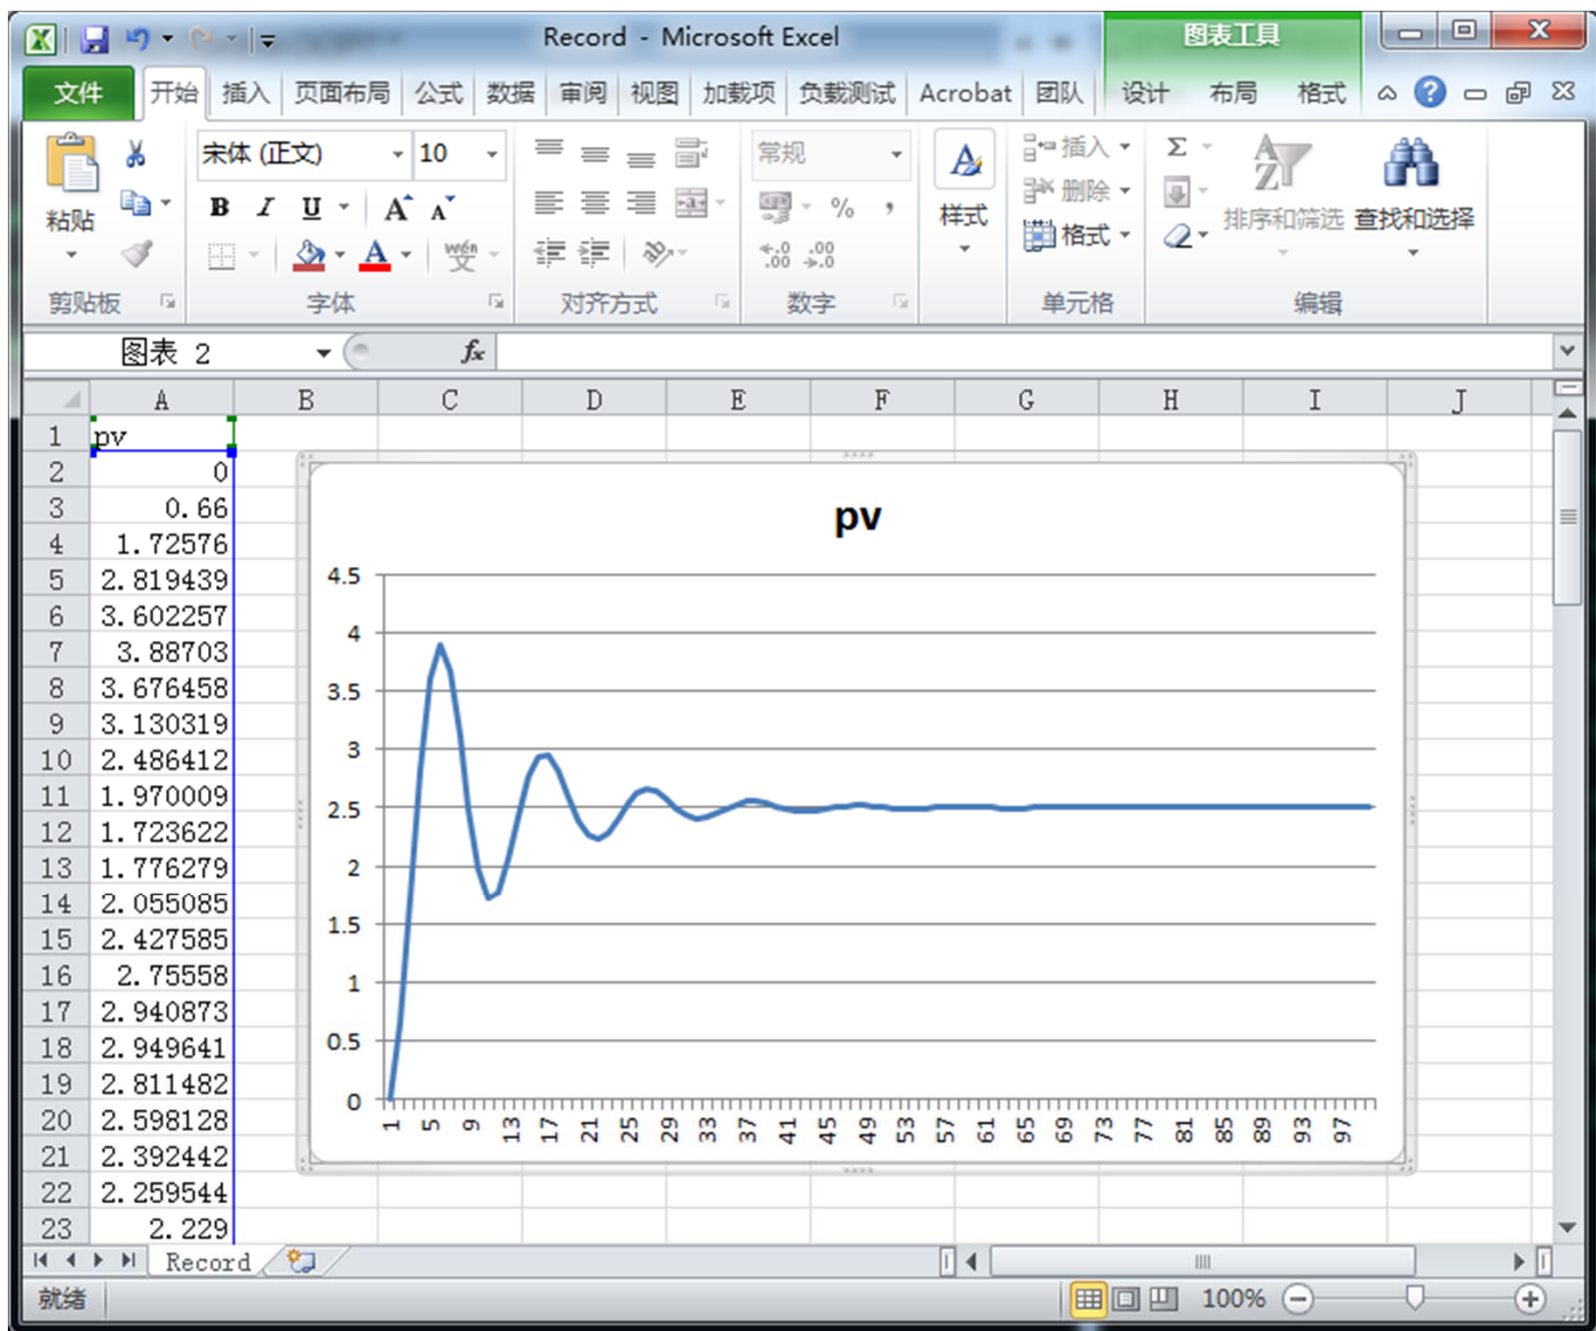 Record - Microsoft Excel
图表工具
文件 开始 插入 页面布局 公式 数据 审阅 视图 加载项 负载测试 Acrobat 团队 设计 布局 格式
宋体 (正文) 10 常规 Σ
插入
删除
格式
粘贴
B I U A A % ,
样式
排序和筛选 查找和选择
A wén 文 .0 .00 .00 .0
剪贴板 字体 对齐方式 数字 单元格 编辑
图表 2 fx
A B C D E F G H I J
1 pv
2 0
3 0.66
4 1.72576
5 2.819439
6 3.602257
7 3.88703
8 3.676458
9 3.130319
10 2.486412
11 1.970009
12 1.723622
13 1.776279
14 2.055085
15 2.427585
16 2.75558
17 2.940873
18 2.949641
19 2.811482
20 2.598128
21 2.392442
22 2.259544
23 2.229
pv
4.5
4
3.5
3
2.5
2
1.5
1
0.5
0
1 5 9 13 17 21 25 29 33 37 41 45 49 53 57 61 65 69 73 77 81 85 89 93 97
Record
就绪 100%